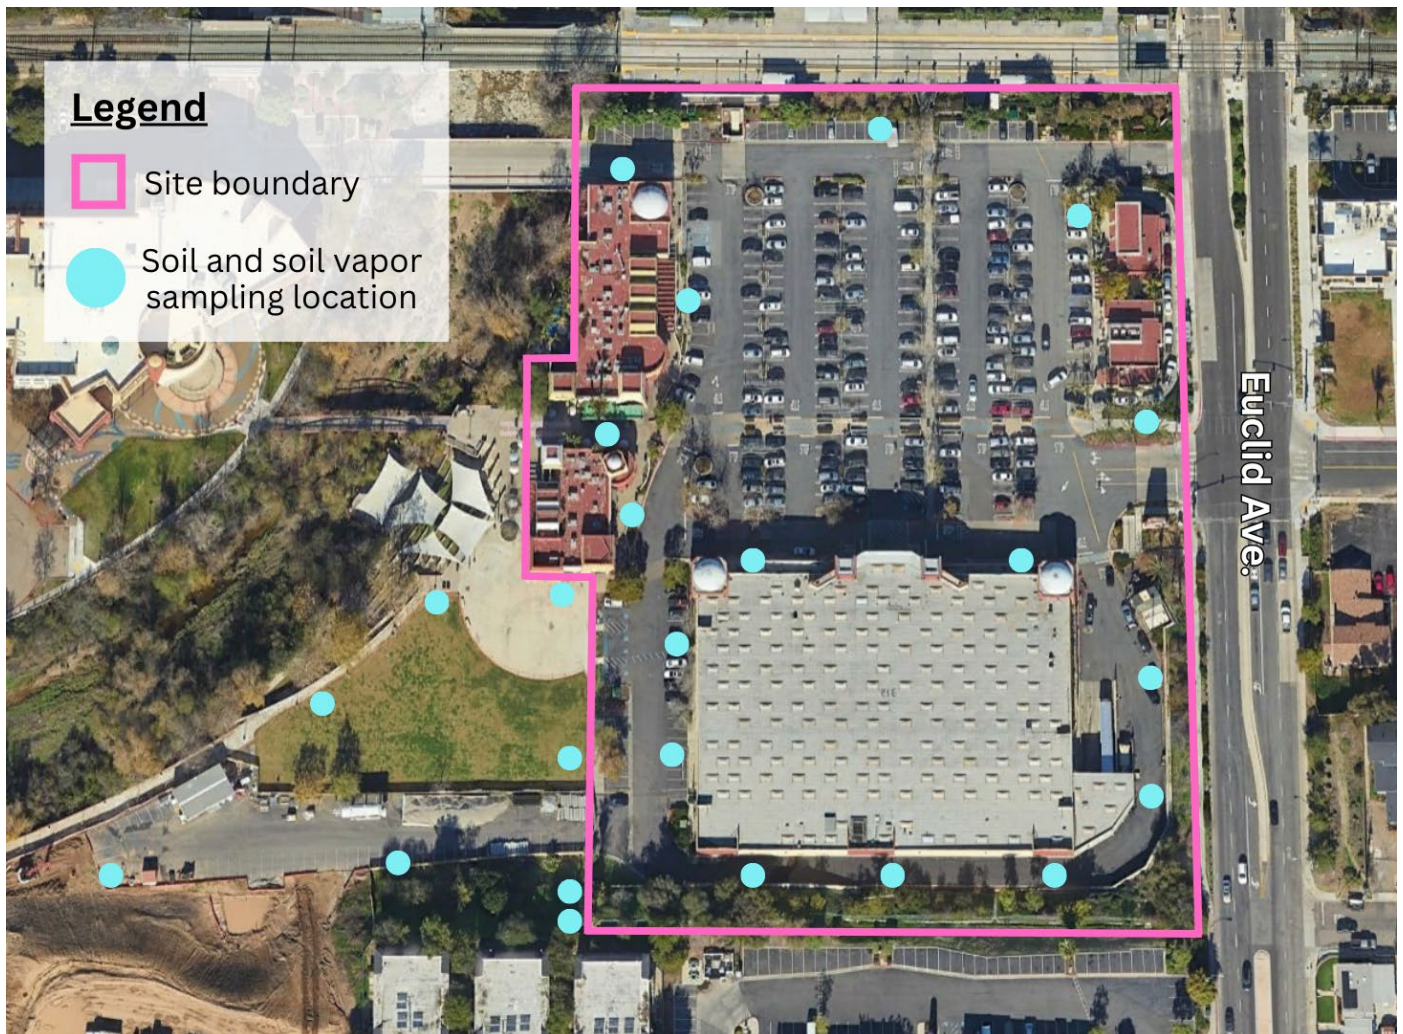 Legend
Site boundary
Soil and soil vapor
sampling location
Euclid Ave.